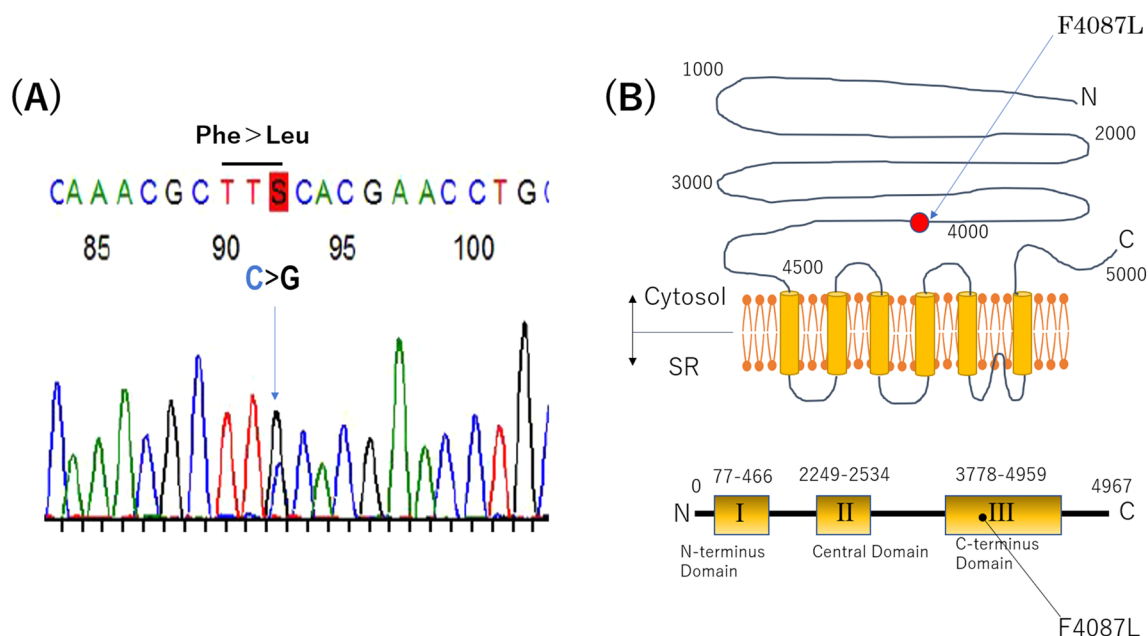 (A)
Phe > Leu
CAAACGCTTSCACGAACCTGC
85 90 95 100
C>G
(B)
F4087L
1000
N
2000
3000
4000
C
4500
5000
Cytosol
SR
0 77-466 2249-2534 3778-4959 4967
N I II III C
N-terminus
Domain
Central Domain
C-terminus
Domain
F4087L